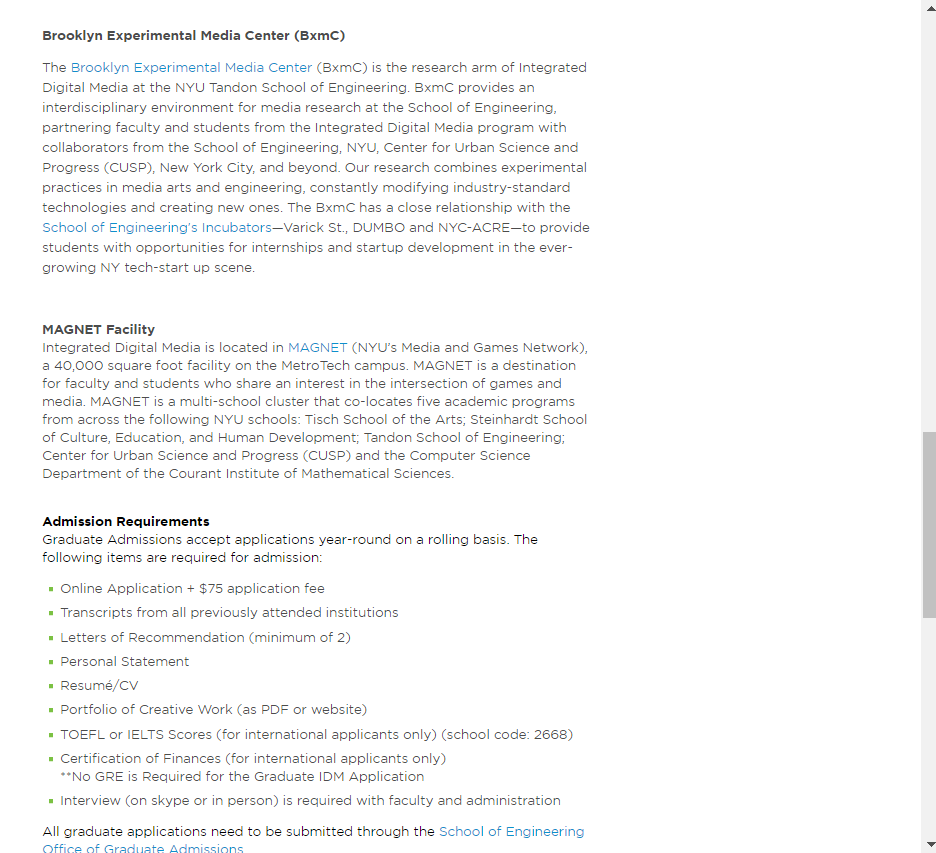 Brooklyn Experimental Media Center (BxmC)
The Brooklyn Experimental Media Center (BxmC) is the research arm of Integrated
Digital Media at the NYU Tandon School of Engineering. BxmC provides an
interdisciplinary environment for media research at the School of Engineering,
partnering faculty and students from the Integrated Digital Media program with
collaborators from the School of Engineering, NYU, Center for Urban Science and
Progress (CUSP), New York City, and beyond. Our research combines experimental
practices in media arts and engineering, constantly modifying industry-standard
technologies and creating new ones. The BxmC has a close relationship with the
School of Engineering's Incubators—Varick St., DUMBO and NYC-ACRE—to provide
students with opportunities for internships and startup development in the ever-
growing NY tech-start up scene.
MAGNET Facility
Integrated Digital Media is located in MAGNET (NYU's Media and Games Network),
a 40,000 square foot facility on the MetroTech campus. MAGNET is a destination
for faculty and students who share an interest in the intersection of games and
media. MAGNET is a multi-school cluster that co-locates five academic programs
from across the following NYU schools: Tisch School of the Arts; Steinhardt School
of Culture, Education, and Human Development; Tandon School of Engineering;
Center for Urban Science and Progress (CUSP) and the Computer Science
Department of the Courant Institute of Mathematical Sciences.
Admission Requirements
Graduate Admissions accept applications year-round on a rolling basis. The
following items are required for admission:
Online Application + $75 application fee
Transcripts from all previously attended institutions
Letters of Recommendation (minimum of 2)
Personal Statement
Resumé/CV
Portfolio of Creative Work (as PDF or website)
TOEFL or IELTS Scores (for international applicants only) (school code: 2668)
Certification of Finances (for international applicants only)
**No GRE is Required for the Graduate IDM Application
Interview (on skype or in person) is required with faculty and administration
All graduate applications need to be submitted through the School of Engineering
Office of Graduate Admissions